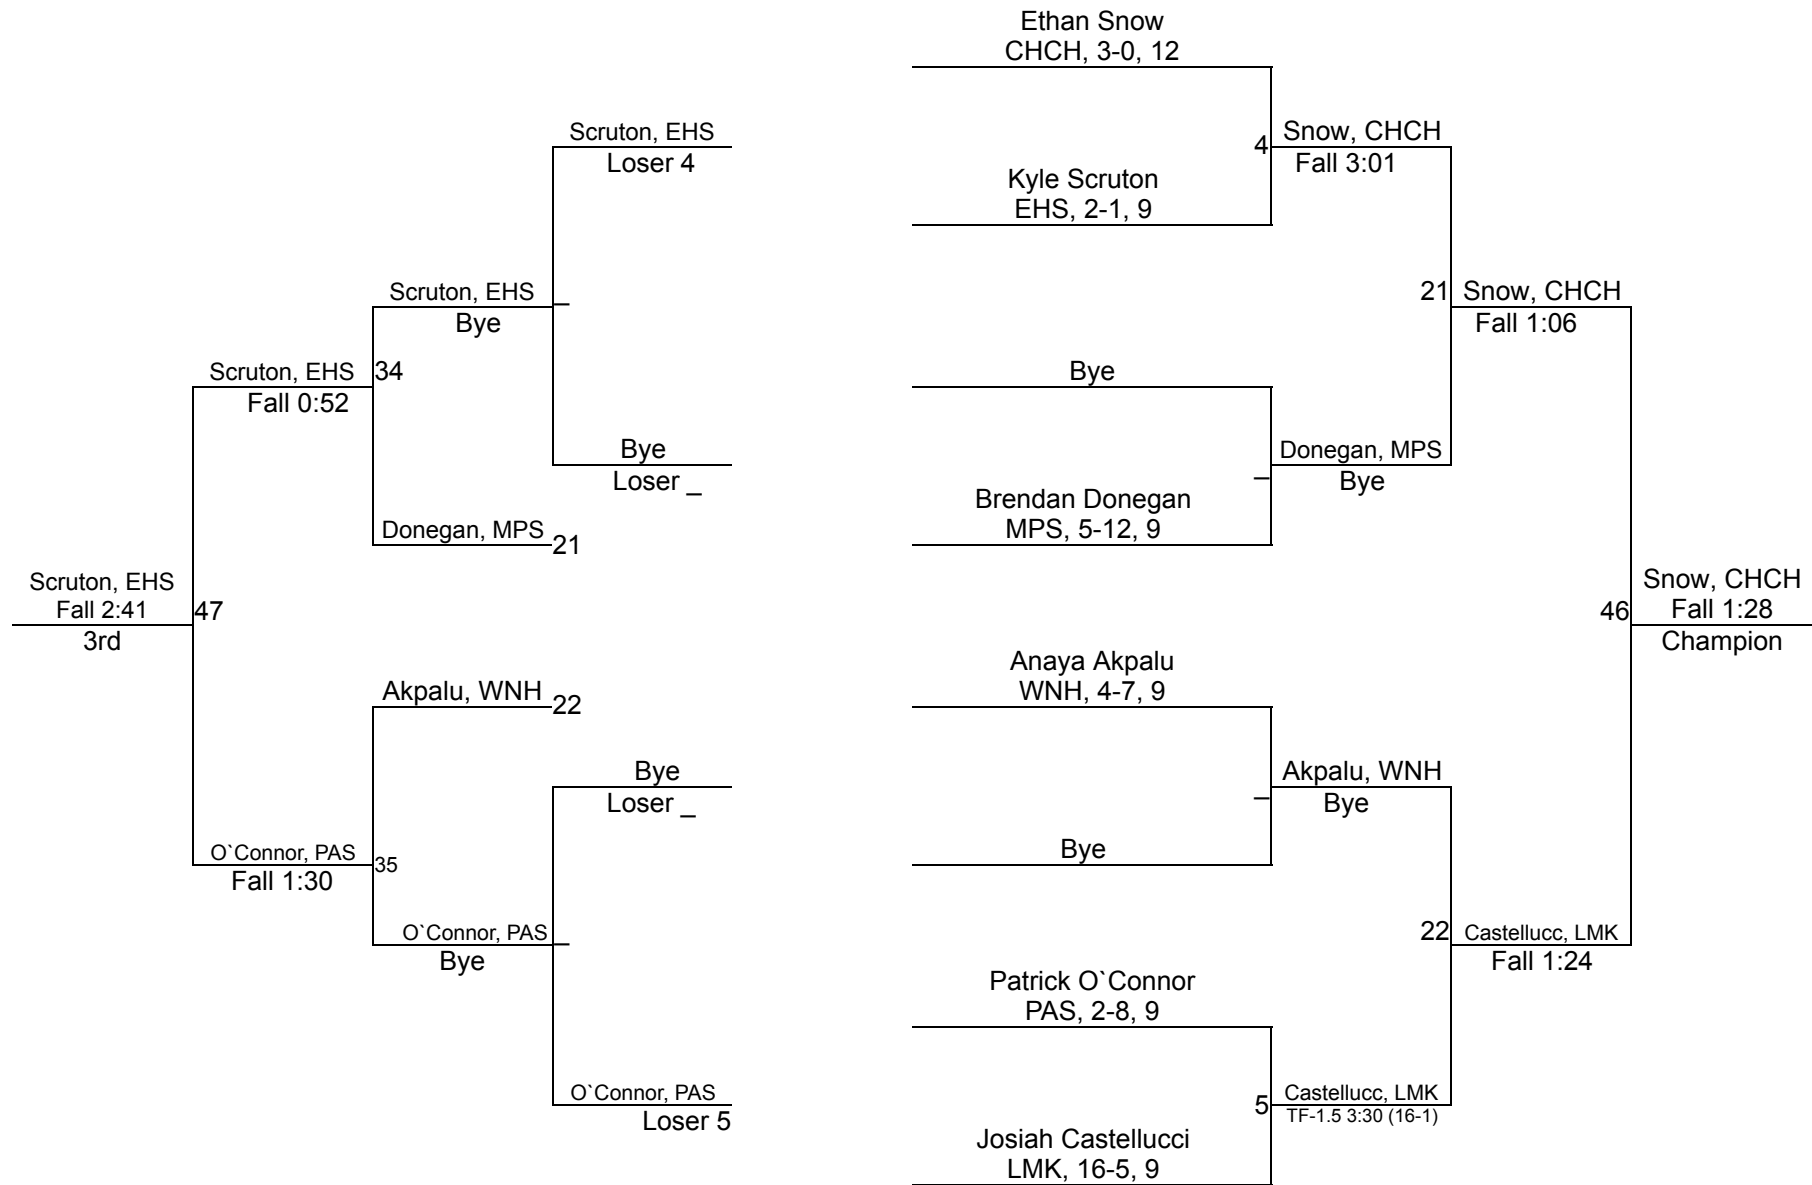 Ethan Snow
CHCH, 3-0, 12
Scruton, EHS
Loser 4
4
Snow, CHCH
Fall 3:01
Kyle Scruton
EHS, 2-1, 9
Scruton, EHS
Bye
_
21
Snow, CHCH
Fall 1:06
Scruton, EHS
Fall 0:52
34
Bye
Bye
Loser _
_
Donegan, MPS
Bye
Brendan Donegan
MPS, 5-12, 9
Donegan, MPS
21
Scruton, EHS
Fall 2:41
3rd
47
46
Snow, CHCH
Fall 1:28
Champion
Anaya Akpalu
WNH, 4-7, 9
Akpalu, WNH
22
Bye
Loser _
_
Akpalu, WNH
Bye
O`Connor, PAS
Fall 1:30
35
Bye
O`Connor, PAS
Bye
_
22
Castellucc, LMK
Fall 1:24
Patrick O`Connor
PAS, 2-8, 9
O`Connor, PAS
Loser 5
5
Castellucc, LMK
TF-1.5 3:30 (16-1)
Josiah Castellucci
LMK, 16-5, 9